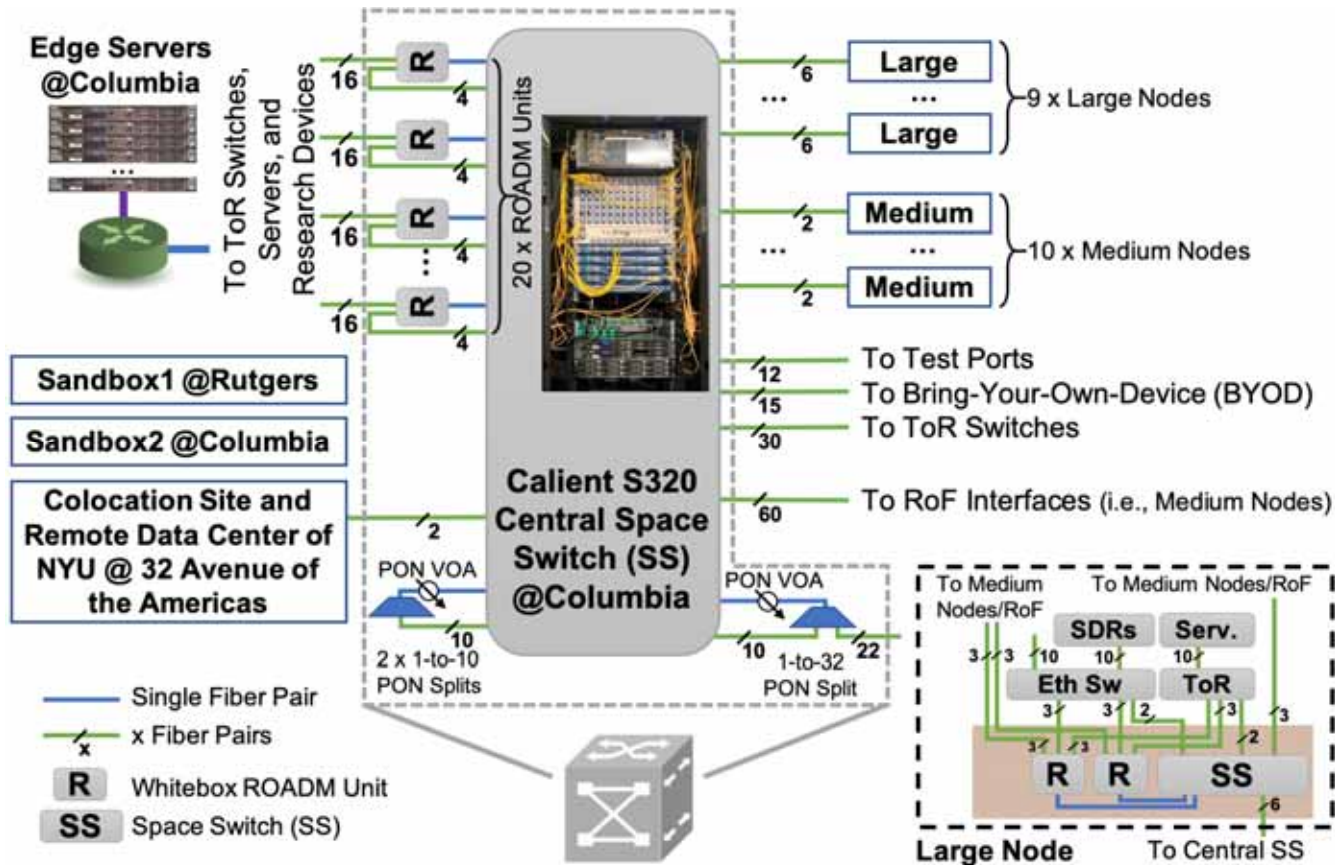 Edge Servers
@Columbia
...
To ToR Switches,
Servers, and
Research Devices
16
R
4
16
R
4
16
R
4
...
16
R
4
20 x ROADM Units
6
Large
...
...
6
Large
9 x Large Nodes
2
Medium
...
...
2
Medium
10 x Medium Nodes
12
To Test Ports
15
To Bring-Your-Own-Device (BYOD)
30
To ToR Switches
60
To RoF Interfaces (i.e., Medium Nodes)
Sandbox1 @Rutgers
Sandbox2 @Columbia
Colocation Site and
Remote Data Center of
NYU @ 32 Avenue of
the Americas
2
Calient S320
Central Space
Switch (SS)
@Columbia
PON VOA
10
2 x 1-to-10
PON Splits
PON VOA
10
22
1-to-32
PON Split
Single Fiber Pair
x
x Fiber Pairs
R
Whitebox ROADM Unit
SS
Space Switch (SS)
To Medium
Nodes/RoF
To Medium Nodes/RoF
SDRs
Serv.
3
3
10
10
10
Eth Sw
ToR
3
3
2
3
3
3
3
2
R
R
SS
6
Large Node
To Central SS